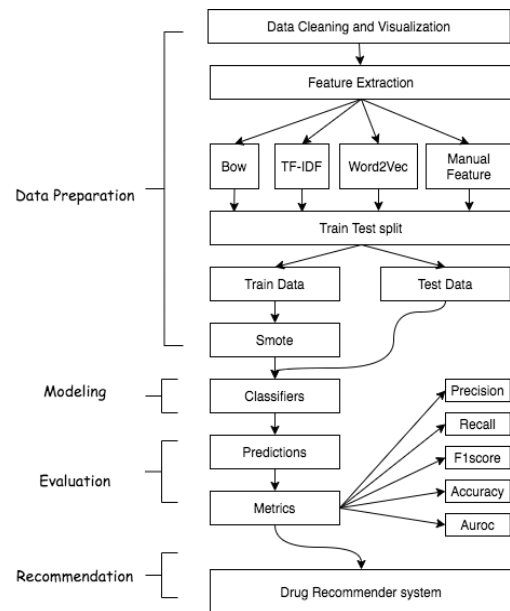 Data Cleaning and Visualization
Feature Extraction
Bow
TF-IDF
Word2Vec
Manual
Feature
Data Preparation
Train Test split
Train Data
Test Data
Smote
Modeling
Classifiers
Precision
Recall
Predictions
F1score
Evaluation
Accuracy
Metrics
Auroc
Recommendation
Drug Recommender system